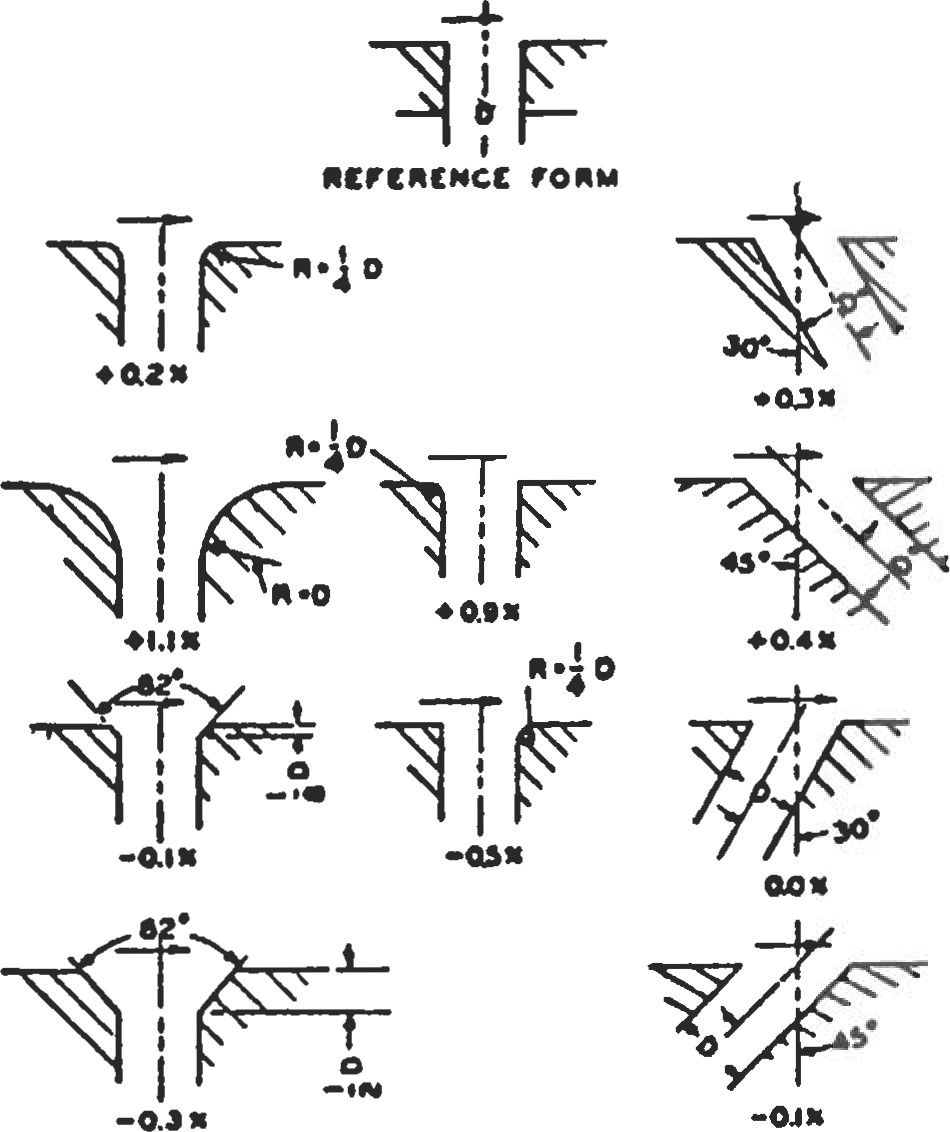 D
REFERENCE FORM
R = 1/4 D
+0.2%
D
30°
+0.3%
R = 1/4 D
R = D
+1.1%
+0.9%
45°
D
+0.4%
82°
D
-0.1%
R = 1/4 D
-0.5%
D
30°
0.0%
82°
D
2
-0.3%
D
45°
-0.1%